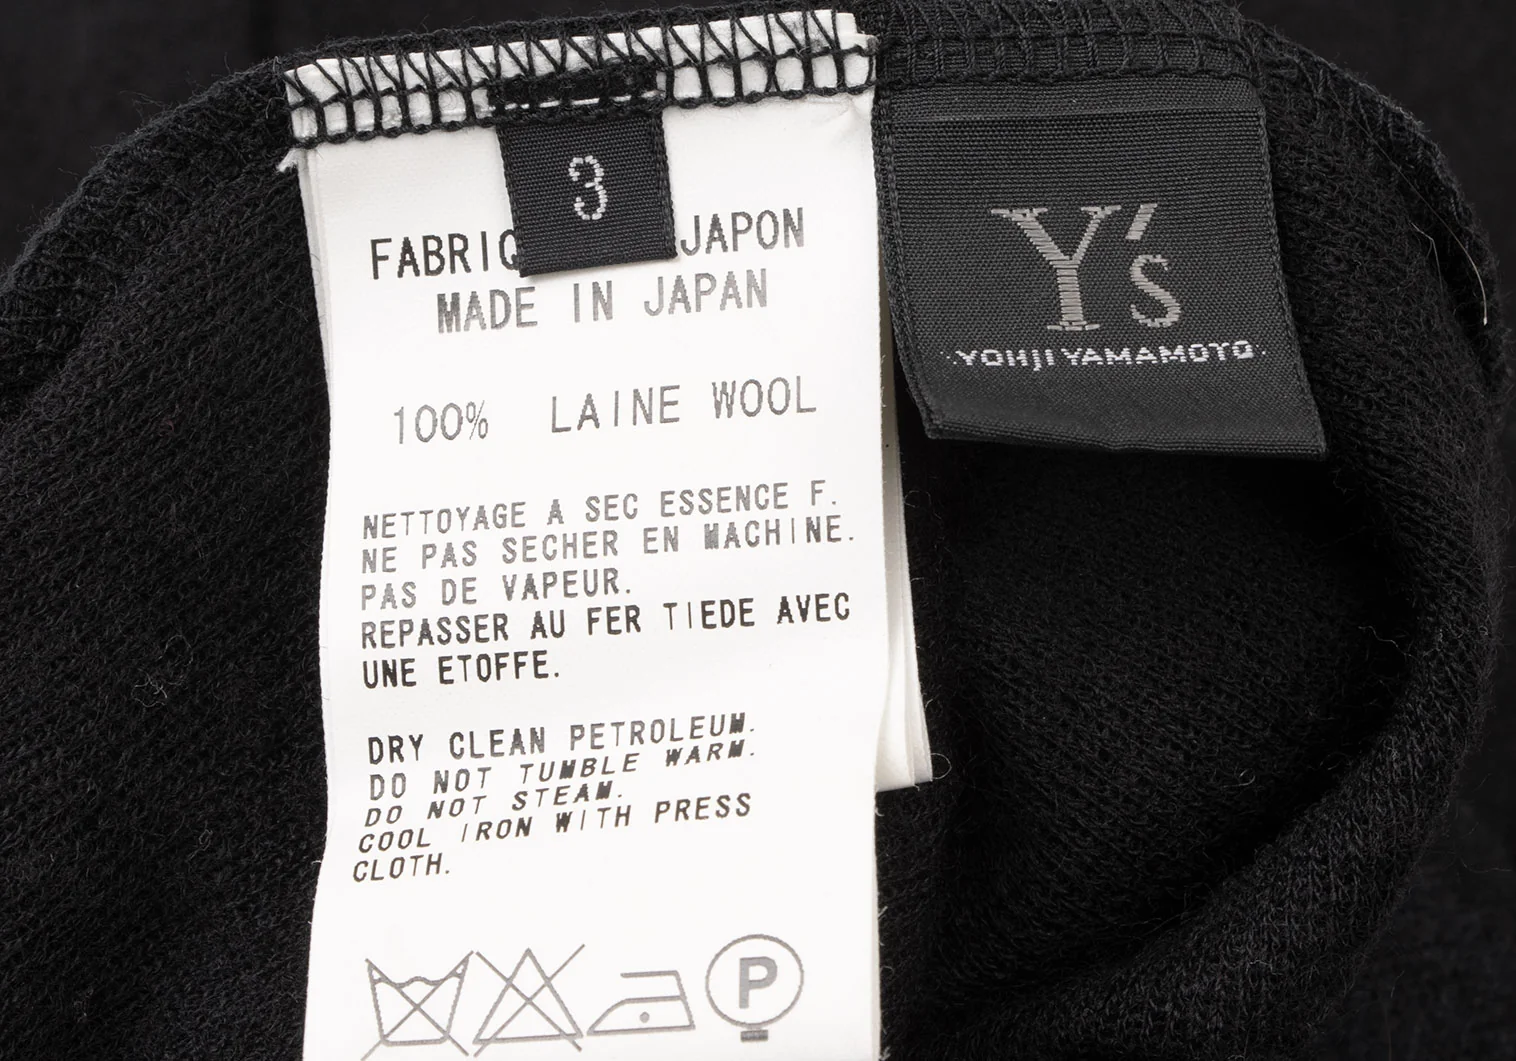 3
FABRIQ JAPON
MADE IN JAPAN
100% LAINE WOOL
NETTOYAGE A SEC ESSENCE F.
NE PAS SECHER EN MACHINE.
PAS DE VAPEUR.
REPASSER AU FER TIEDE AVEC
UNE ETOFFE.
DRY CLEAN PETROLEUM.
DO NOT TUMBLE WARM.
DO NOT STEAM.
COOL IRON WITH PRESS
CLOTH.
P
Y's
·YOHJI YAMAMOTO·